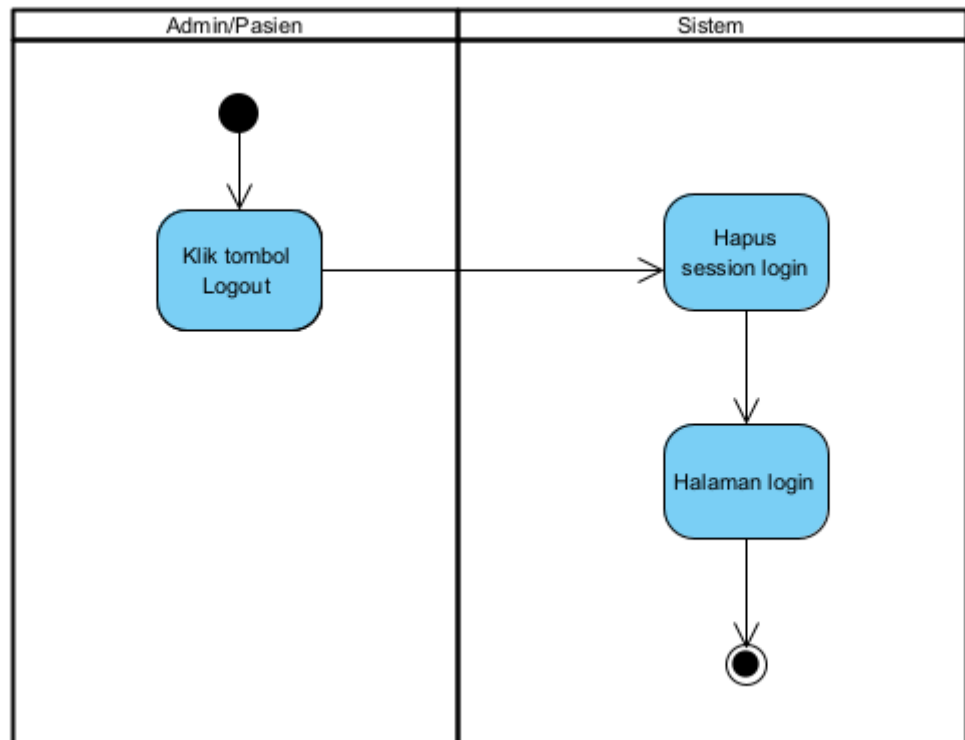 Admin/Pasien
Sistem
Klik tombol
Logout
Hapus
session login
Halaman login